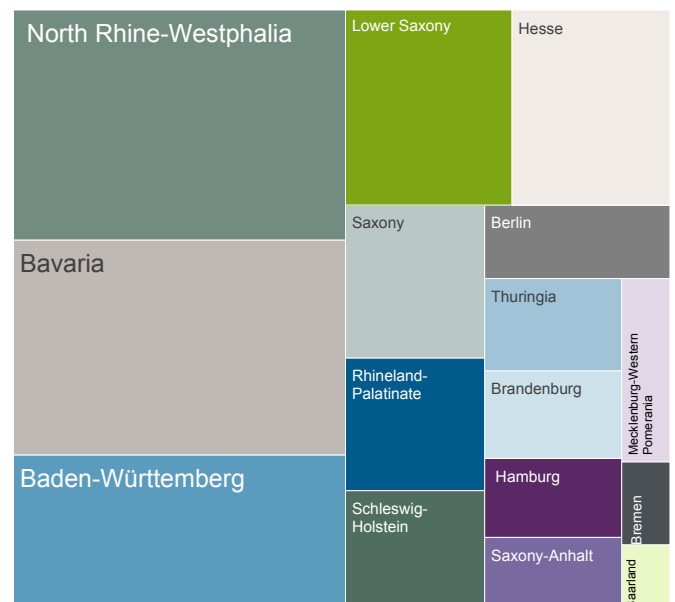 North Rhine-Westphalia
Lower Saxony
Hesse
Bavaria
Saxony
Berlin
Thuringia
Mecklenburg-Western
Pomerania
Rhineland-
Palatinate
Brandenburg
Baden-Württemberg
Hamburg
Schleswig-
Holstein
Bremen
Saxony-Anhalt
Saarland